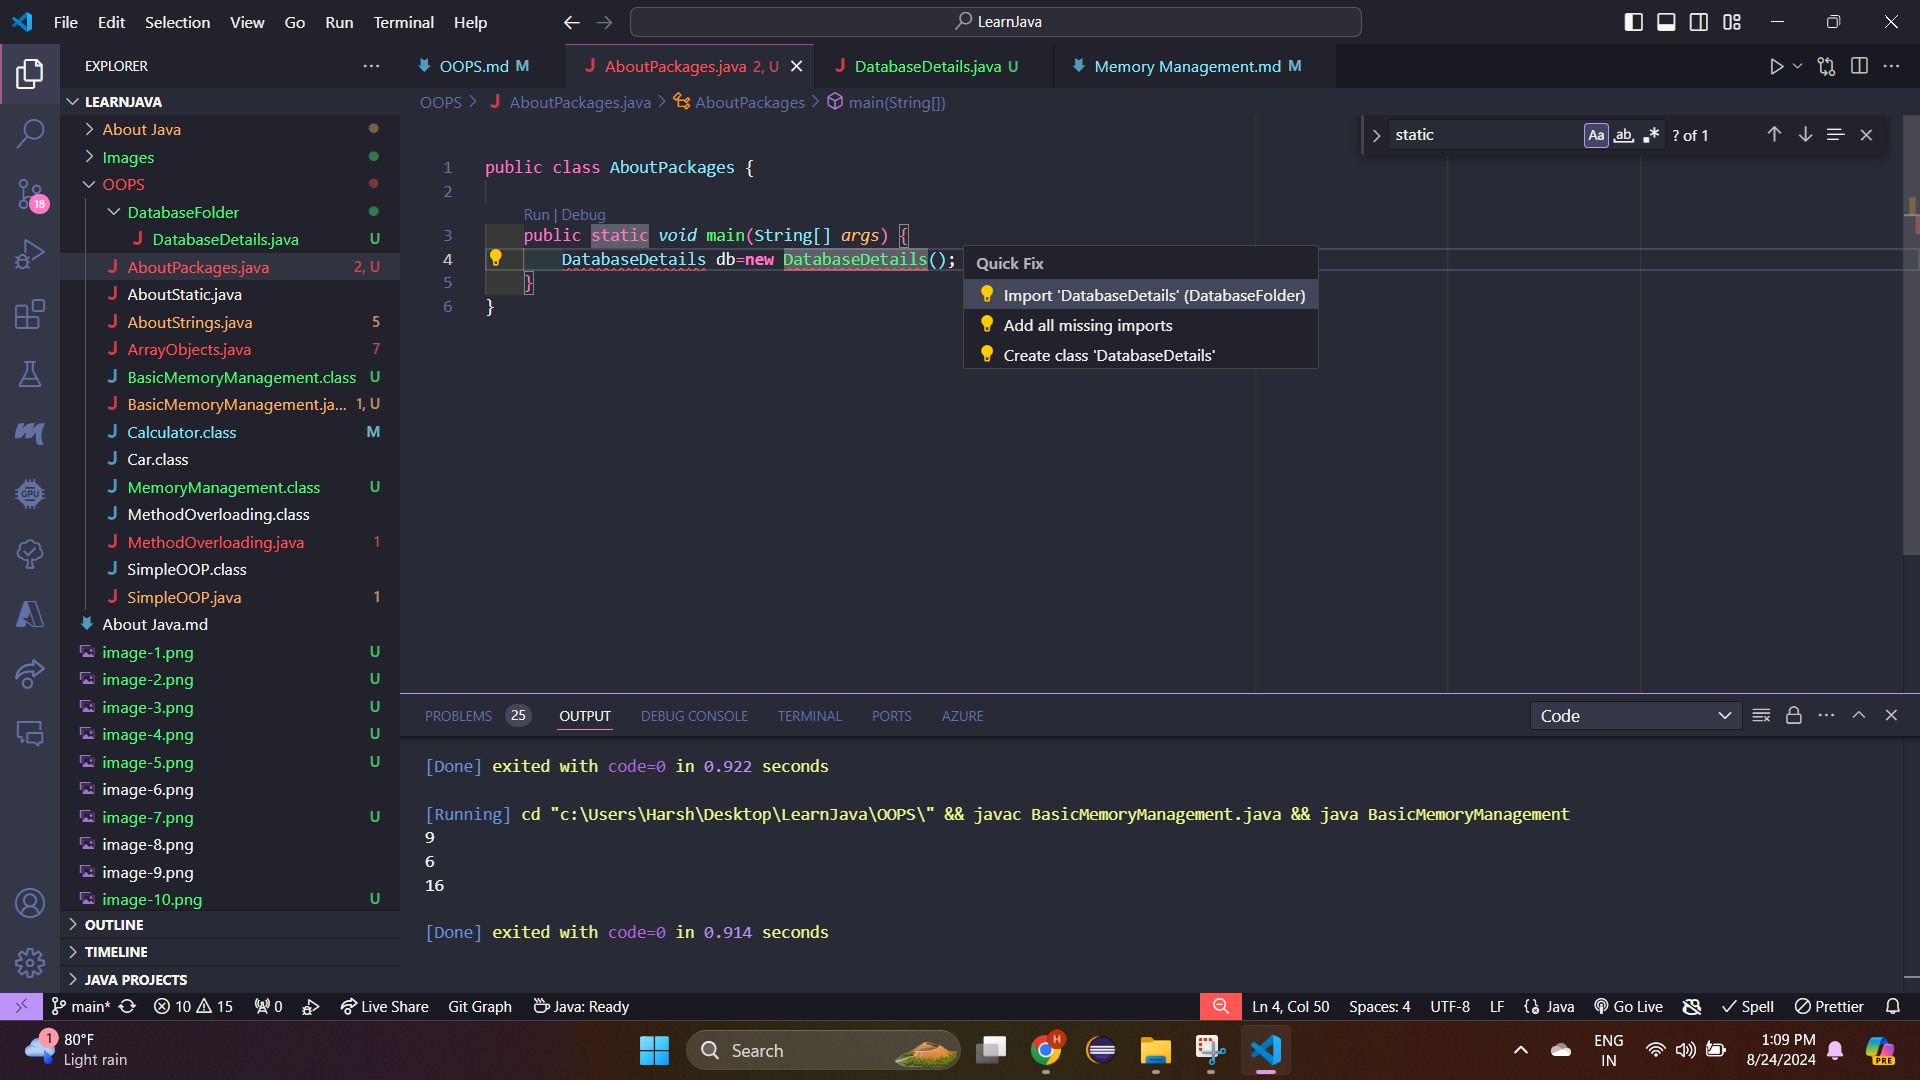 File Edit Selection View Go Run Terminal Help
LearnJava
EXPLORER
LEARNJAVA
About Java
Images
OOPS
DatabaseFolder
DatabaseDetails.java U
AboutPackages.java 2, U
AboutStatic.java
AboutStrings.java 5
ArrayObjects.java 7
BasicMemoryManagement.class U
BasicMemoryManagement.ja... 1, U
Calculator.class M
Car.class
MemoryManagement.class U
MethodOverloading.class
MethodOverloading.java 1
SimpleOOP.class
SimpleOOP.java 1
About Java.md
image-1.png U
image-2.png U
image-3.png U
image-4.png U
image-5.png U
image-6.png
image-7.png U
image-8.png
image-9.png
image-10.png U
OUTLINE
TIMELINE
JAVA PROJECTS
18
GPU
OOPS.md M
AboutPackages.java 2, U
DatabaseDetails.java U
Memory Management.md M
OOPS > AboutPackages.java > AboutPackages > main(String[])
static Aa ab .* ? of 1
1 public class AboutPackages {
2
Run | Debug
3 public static void main(String[] args) {
4 DatabaseDetails db=new DatabaseDetails();
5 }
6 }
Quick Fix
Import 'DatabaseDetails' (DatabaseFolder)
Add all missing imports
Create class 'DatabaseDetails'
PROBLEMS 25 OUTPUT DEBUG CONSOLE TERMINAL PORTS AZURE
Code
[Done] exited with code=0 in 0.922 seconds
[Running] cd "c:\Users\Harsh\Desktop\LearnJava\OOPS\" && javac BasicMemoryManagement.java && java BasicMemoryManagement
9
6
16
[Done] exited with code=0 in 0.914 seconds
main* 10 15 0 Live Share Git Graph Java: Ready
Ln 4, Col 50 Spaces: 4 UTF-8 LF {} Java Go Live Spell Prettier
1
80°F
Light rain
Search
H
ENG
IN
1:09 PM
8/24/2024
PRE